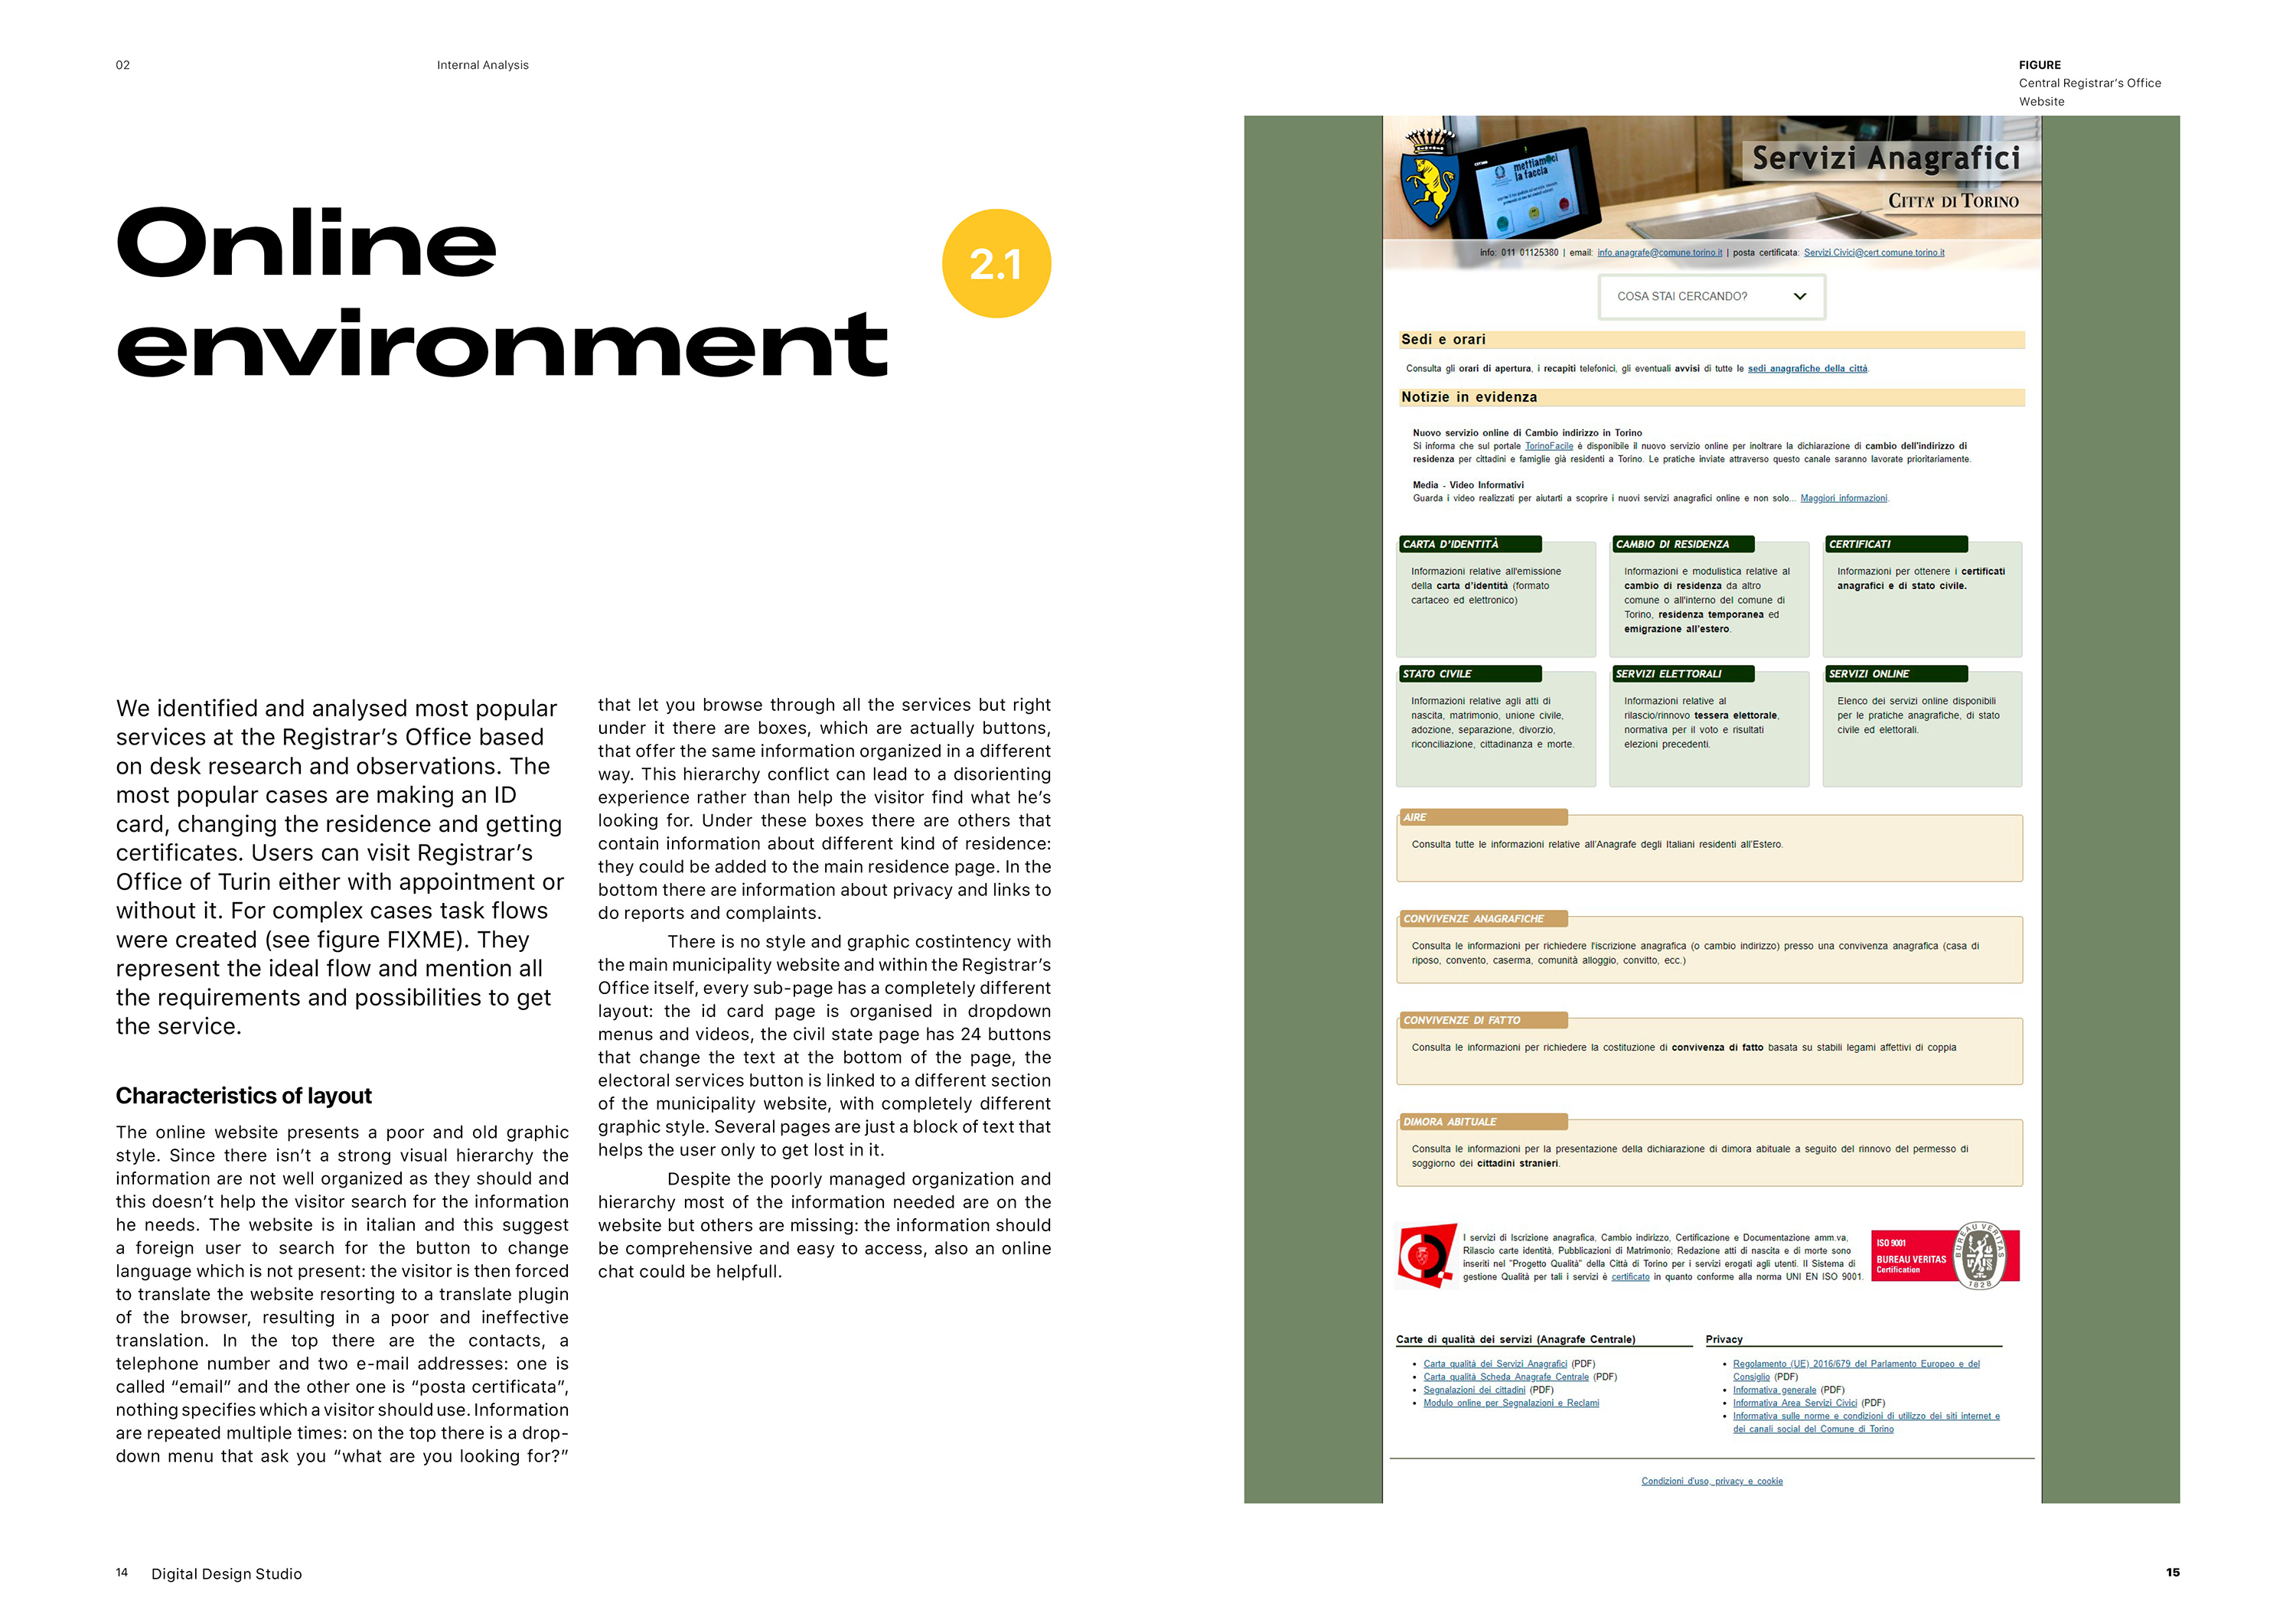 02
Internal Analysis
Online
environment
2.1
We identified and analysed most popular
services at the Registrar’s Office based
on desk research and observations. The
most popular cases are making an ID
card, changing the residence and getting
certificates. Users can visit Registrar’s
Office of Turin either with appointment or
without it. For complex cases task flows
were created (see figure FIXME). They
represent the ideal flow and mention all
the requirements and possibilities to get
the service.
Characteristics of layout
The online website presents a poor and old graphic
style. Since there isn’t a strong visual hierarchy the
information are not well organized as they should and
this doesn’t help the visitor search for the information
he needs. The website is in italian and this suggest
a foreign user to search for the button to change
language which is not present: the visitor is then forced
to translate the website resorting to a translate plugin
of the browser, resulting in a poor and ineffective
translation. In the top there are the contacts, a
telephone number and two e-mail addresses: one is
called “email” and the other one is “posta certificata”,
nothing specifies which a visitor should use. Information
are repeated multiple times: on the top there is a drop-
down menu that ask you “what are you looking for?”
that let you browse through all the services but right
under it there are boxes, which are actually buttons,
that offer the same information organized in a different
way. This hierarchy conflict can lead to a disorienting
experience rather than help the visitor find what he’s
looking for. Under these boxes there are others that
contain information about different kind of residence:
they could be added to the main residence page. In the
bottom there are information about privacy and links to
do reports and complaints.
There is no style and graphic costintency with
the main municipality website and within the Registrar’s
Office itself, every sub-page has a completely different
layout: the id card page is organised in dropdown
menus and videos, the civil state page has 24 buttons
that change the text at the bottom of the page, the
electoral services button is linked to a different section
of the municipality website, with completely different
graphic style. Several pages are just a block of text that
helps the user only to get lost in it.
Despite the poorly managed organization and
hierarchy most of the information needed are on the
website but others are missing: the information should
be comprehensive and easy to access, also an online
chat could be helpfull.
14
Digital Design Studio
FIGURE
Central Registrar’s Office
Website
mettiamoci
la faccia
Servizi Anagrafici
CITTA' DI TORINO
info: 011 01125380 | email: info.anagrafe@comune.torino.it | posta certificata: Servizi.Civici@cert.comune.torino.it
COSA STAI CERCANDO?
Sedi e orari
Consulta gli orari di apertura, i recapiti telefonici, gli eventuali avvisi di tutte le sedi anagrafiche della città.
Notizie in evidenza
Nuovo servizio online di Cambio indirizzo in Torino
Si informa che sul portale TorinoFacile è disponibile il nuovo servizio online per inoltrare la dichiarazione di cambio dell'indirizzo di
residenza per cittadini e famiglie già residenti a Torino. Le pratiche inviate attraverso questo canale saranno lavorate prioritariamente.
Media - Video Informativi
Guarda i video realizzati per aiutarti a scoprire i nuovi servizi anagrafici online e non solo... Maggiori informazioni.
CARTA D'IDENTITÀ
Informazioni relative all'emissione
della carta d'identità (formato
cartaceo ed elettronico)
CAMBIO DI RESIDENZA
Informazioni e modulistica relative al
cambio di residenza da altro
comune o all'interno del comune di
Torino, residenza temporanea ed
emigrazione all'estero.
CERTIFICATI
Informazioni per ottenere i certificati
anagrafici e di stato civile.
STATO CIVILE
Informazioni relative agli atti di
nascita, matrimonio, unione civile,
adozione, separazione, divorzio,
riconciliazione, cittadinanza e morte.
SERVIZI ELETTORALI
Informazioni relative al
rilascio/rinnovo tessera elettorale,
normativa per il voto e risultati
elezioni precedenti.
SERVIZI ONLINE
Elenco dei servizi online disponibili
per le pratiche anagrafiche, di stato
civile ed elettorali.
AIRE
Consulta tutte le informazioni relative all'Anagrafe degli Italiani residenti all'Estero.
CONVIVENZE ANAGRAFICHE
Consulta le informazioni per richiedere l'iscrizione anagrafica (o cambio indirizzo) presso una convivenza anagrafica (casa di
riposo, convento, caserma, comunità alloggio, convitto, ecc.)
CONVIVENZE DI FATTO
Consulta le informazioni per richiedere la costituzione di convivenza di fatto basata su stabili legami affettivi di coppia
DIMORA ABITUALE
Consulta le informazioni per la presentazione della dichiarazione di dimora abituale a seguito del rinnovo del permesso di
soggiorno dei cittadini stranieri.
I servizi di Iscrizione anagrafica, Cambio indirizzo, Certificazione e Documentazione amm.va,
Rilascio carte identità, Pubblicazioni di Matrimonio; Redazione atti di nascita e di morte sono
inseriti nel "Progetto Qualità" della Città di Torino per i servizi erogati agli utenti. Il Sistema di
gestione Qualità per tali i servizi è certificato in quanto conforme alla norma UNI EN ISO 9001.
ISO 9001
BUREAU VERITAS
Certification
BUREAU VERITAS
1828
Carte di qualità dei servizi (Anagrafe Centrale)
Carta qualità dei Servizi Anagrafici (PDF)
Carta qualità Scheda Anagrafe Centrale (PDF)
Segnalazioni dei cittadini (PDF)
Modulo online per Segnalazioni e Reclami
Privacy
Regolamento (UE) 2016/679 del Parlamento Europeo e del
Consiglio (PDF)
Informativa generale (PDF)
Informativa Area Servizi Civici (PDF)
Informativa sulle norme e condizioni di utilizzo dei siti internet e
dei canali social del Comune di Torino
Condizioni d'uso, privacy e cookie
15